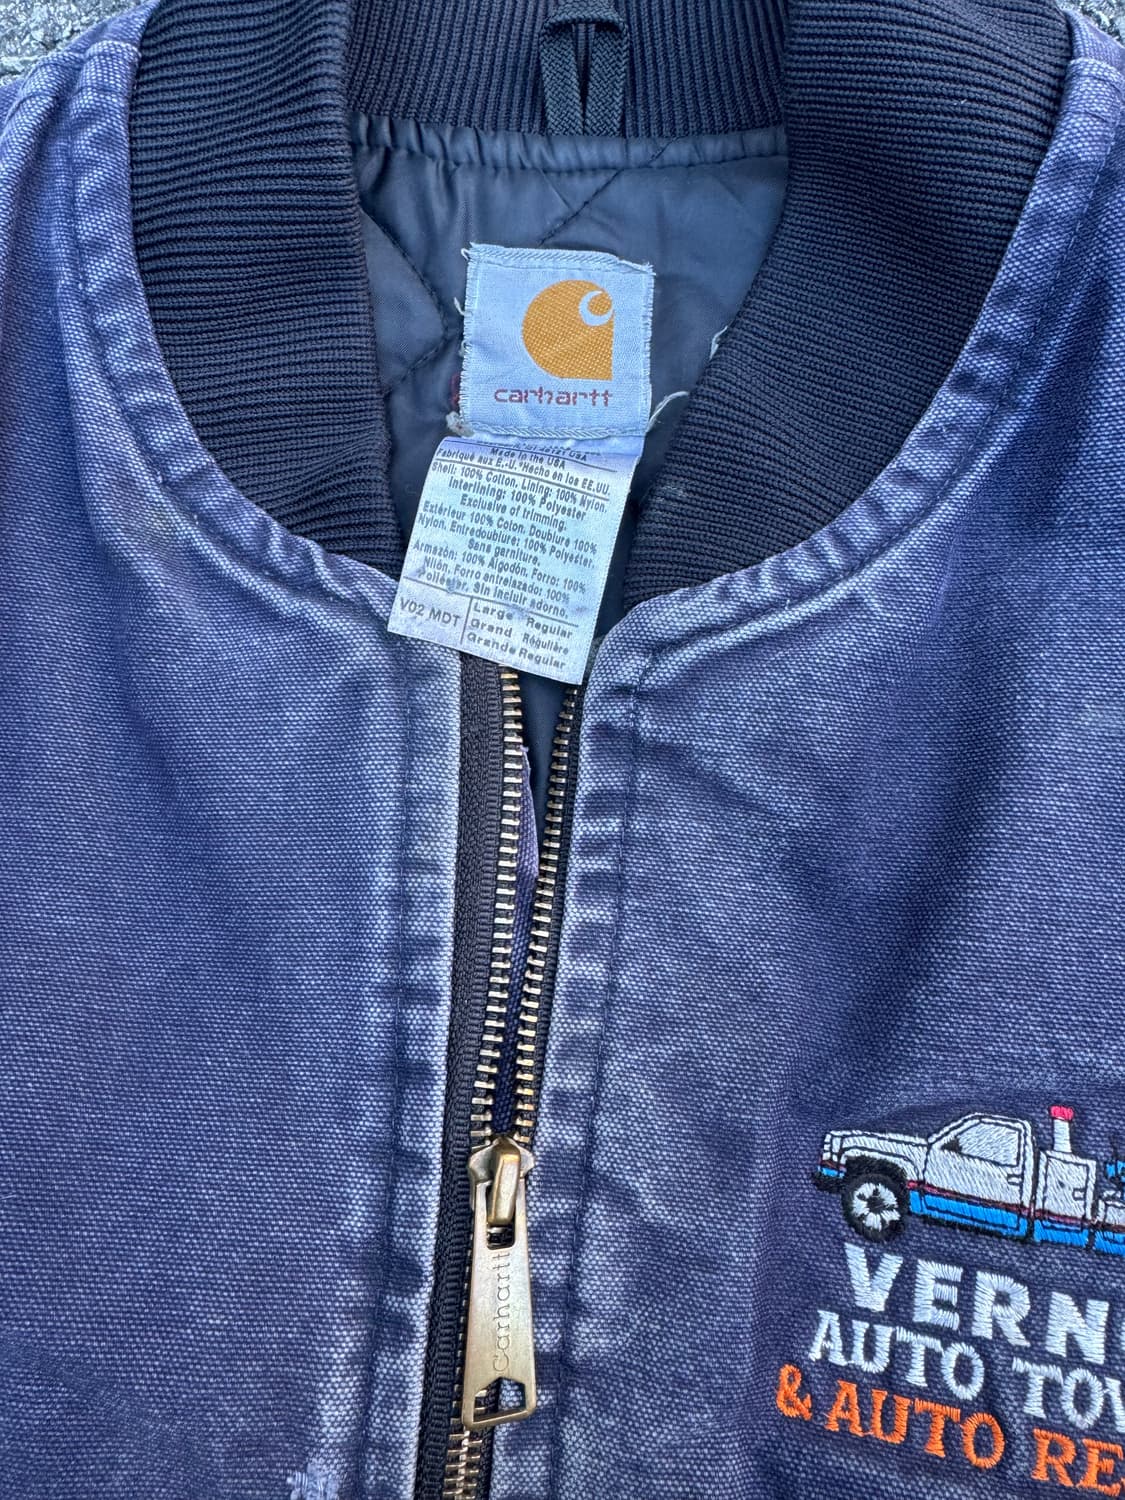 carhartt
Made in the USA
Fabriqué aux E.-U. *Hecho en los EE.UU.
Shell: 100% Cotton. Lining: 100% Nylon.
Interlining: 100% Polyester
Exclusive of trimming.
Extérieur 100% Coton. Doublure 100%
Nylon. Entredoublure: 100% Polyester.
Sans garniture.
Armazón: 100% Algodón. Forro: 100%
Nilón. Forro entrelazado: 100%
Poliéster. Sin incluir adorno.
V02 MDT
Large Regular
Grand Régulière
Grande Regular
Carhartt
VERN
AUTO TOW
& AUTO RE